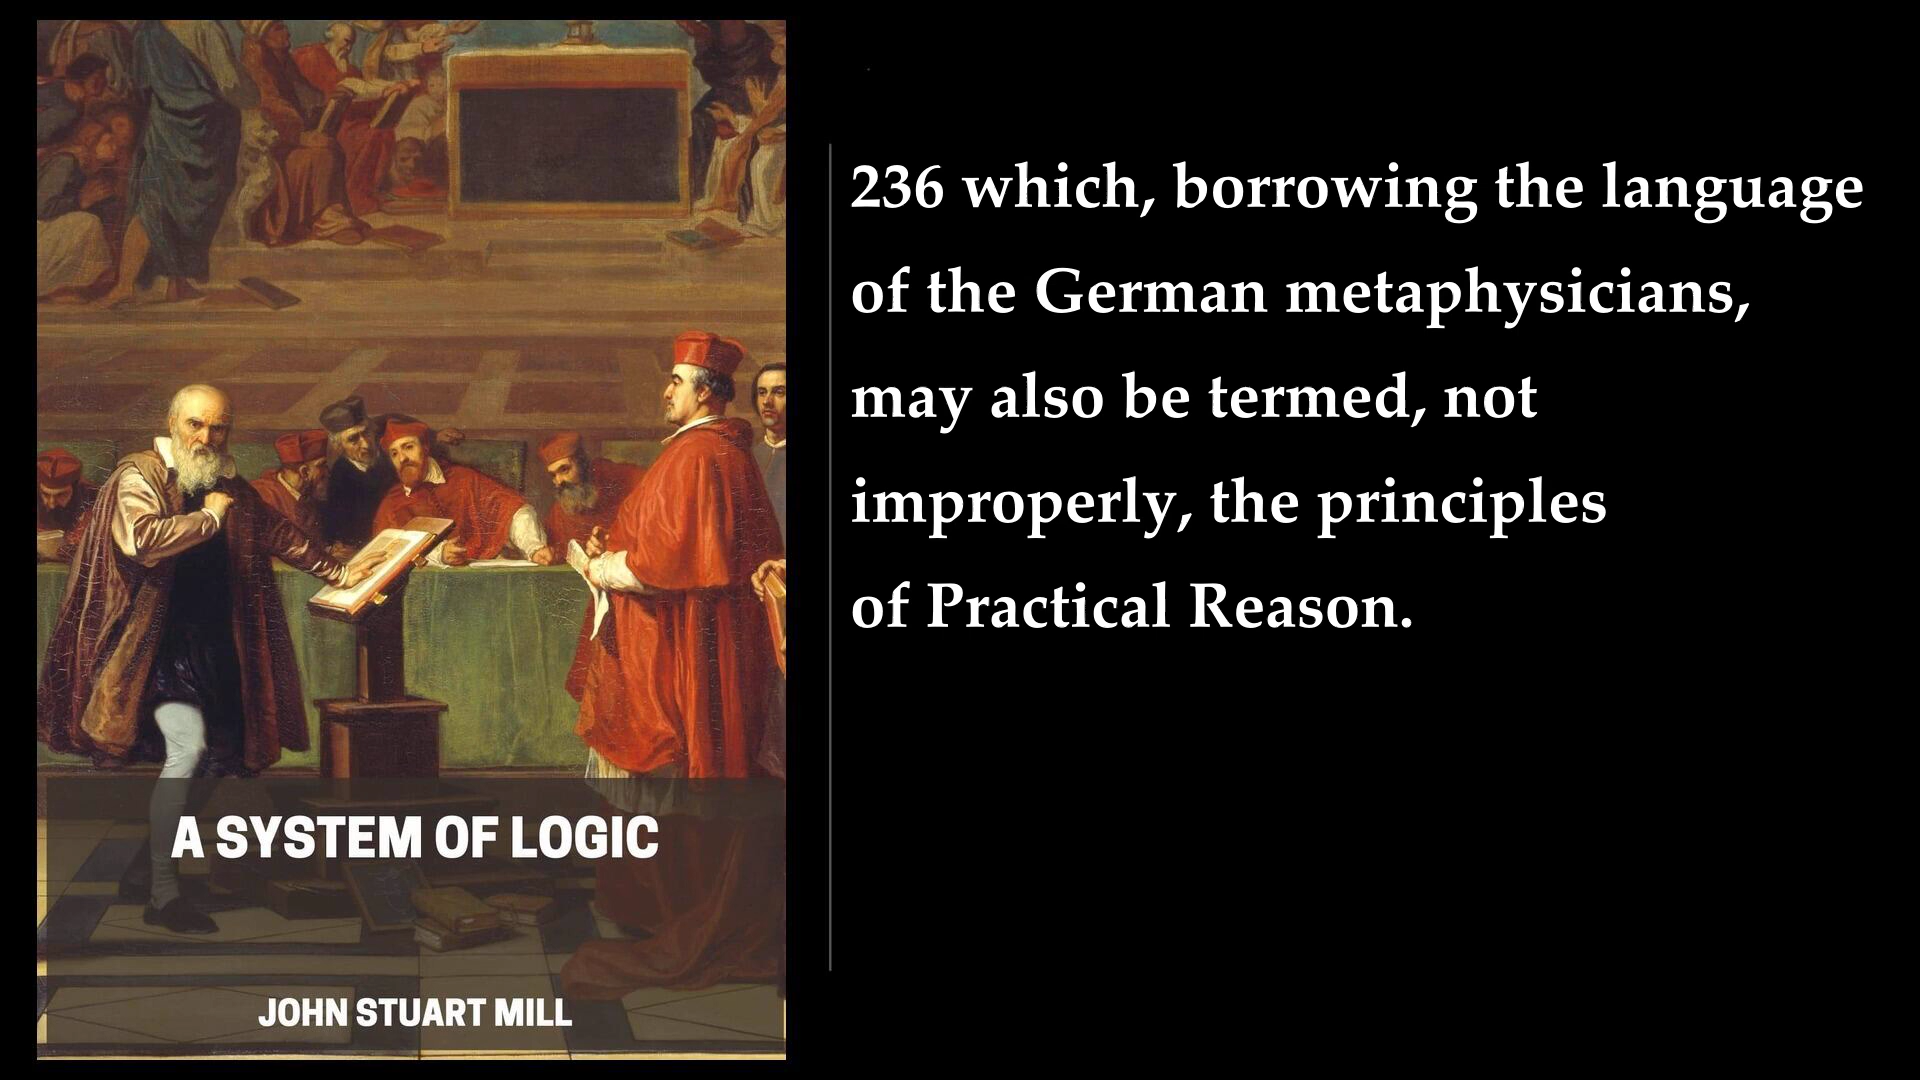 A SYSTEM OF LOGIC
JOHN STUART MILL
236 which, borrowing the language
of the German metaphysicians,
may also be termed, not
improperly, the principles
of Practical Reason.